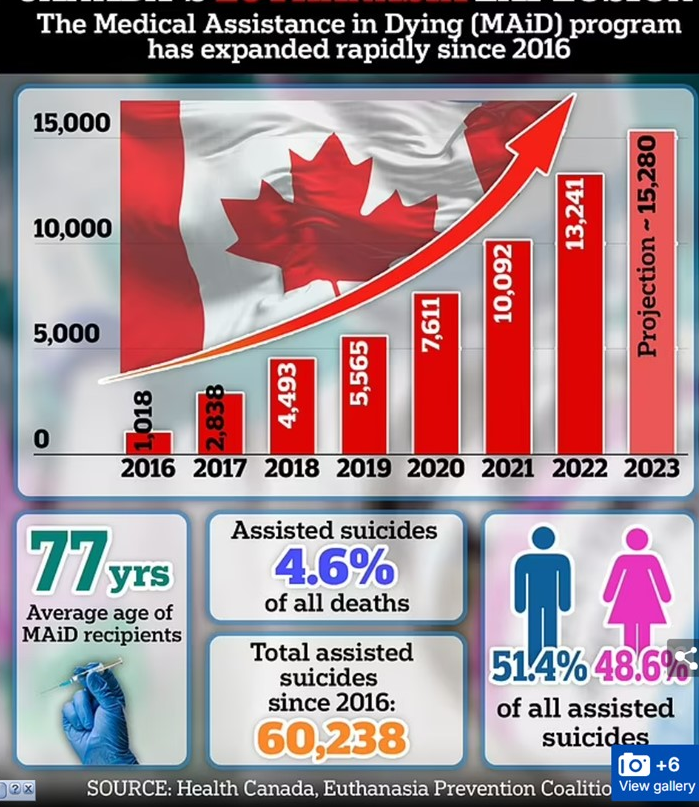 The Medical Assistance in Dying (MAiD) program
has expanded rapidly since 2016
15,000
10,000
5,000
0
1,018
2,838
4,493
5,565
7,611
10,092
13,241
Projection ~ 15,280
2016 2017 2018 2019 2020 2021 2022 2023
77 yrs
Average age of
MAiD recipients
Assisted suicides
4.6%
of all deaths
Total assisted
suicides
since 2016:
60,238
51.4% 48.6%
of all assisted
suicides
+6
View gallery
SOURCE: Health Canada, Euthanasia Prevention